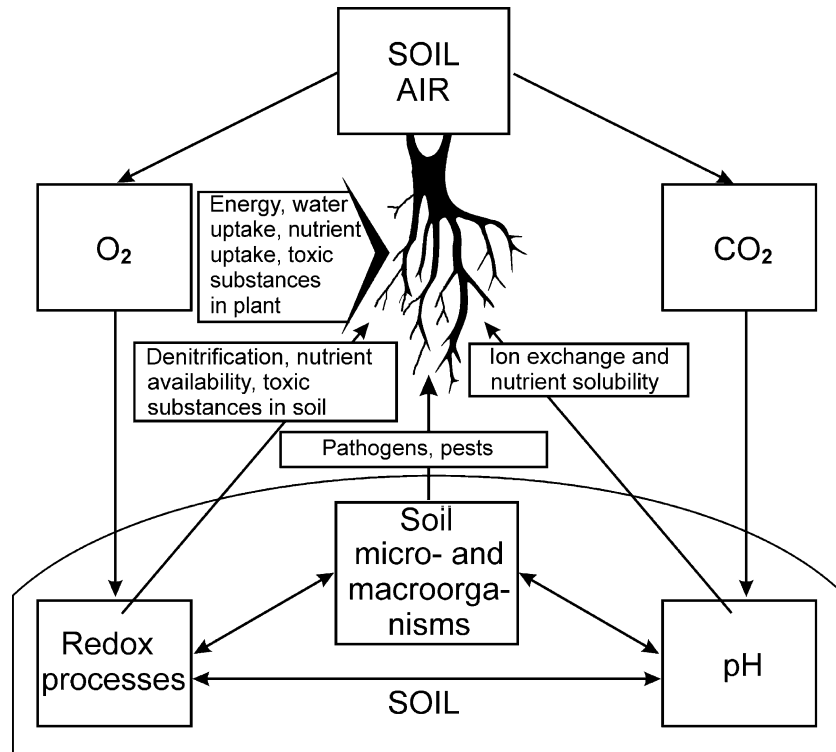 SOIL
AIR
O₂
Energy, water
uptake, nutrient
uptake, toxic
substances
in plant
CO₂
Denitrification, nutrient
availability, toxic
substances in soil
Ion exchange and
nutrient solubility
Pathogens, pests
Soil
micro- and
macroorga-
nisms
Redox
processes
pH
SOIL